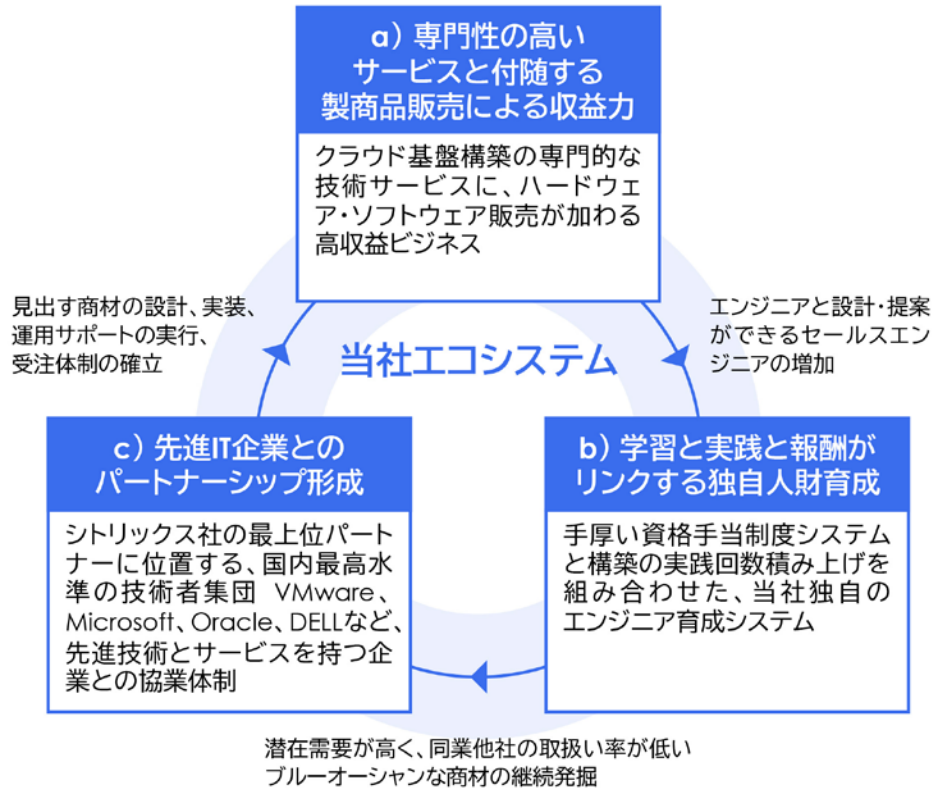 a）専門性の高い
サービスと付随する
製商品販売による収益力
クラウド基盤構築の専門的な
技術サービスに、ハードウェ
ア・ソフトウェア販売が加わる
高収益ビジネス
見出す商材の設計、実装、
運用サポートの実行、
受注体制の確立
当社エコシステム
エンジニアと設計・提案
ができるセールスエン
ジニアの増加
c）先進IT企業との
パートナーシップ形成
シトリックス社の最上位パート
ナーに位置する、国内最高水
準の技術者集団 VMware、
Microsoft、Oracle、DELLなど、
先進技術とサービスを持つ企
業との協業体制
b）学習と実践と報酬が
リンクする独自人財育成
手厚い資格手当制度システム
と構築の実践回数積み上げを
組み合わせた、当社独自の
エンジニア育成システム
潜在需要が高く、同業他社の取扱い率が低い
ブルーオーシャンな商材の継続発掘